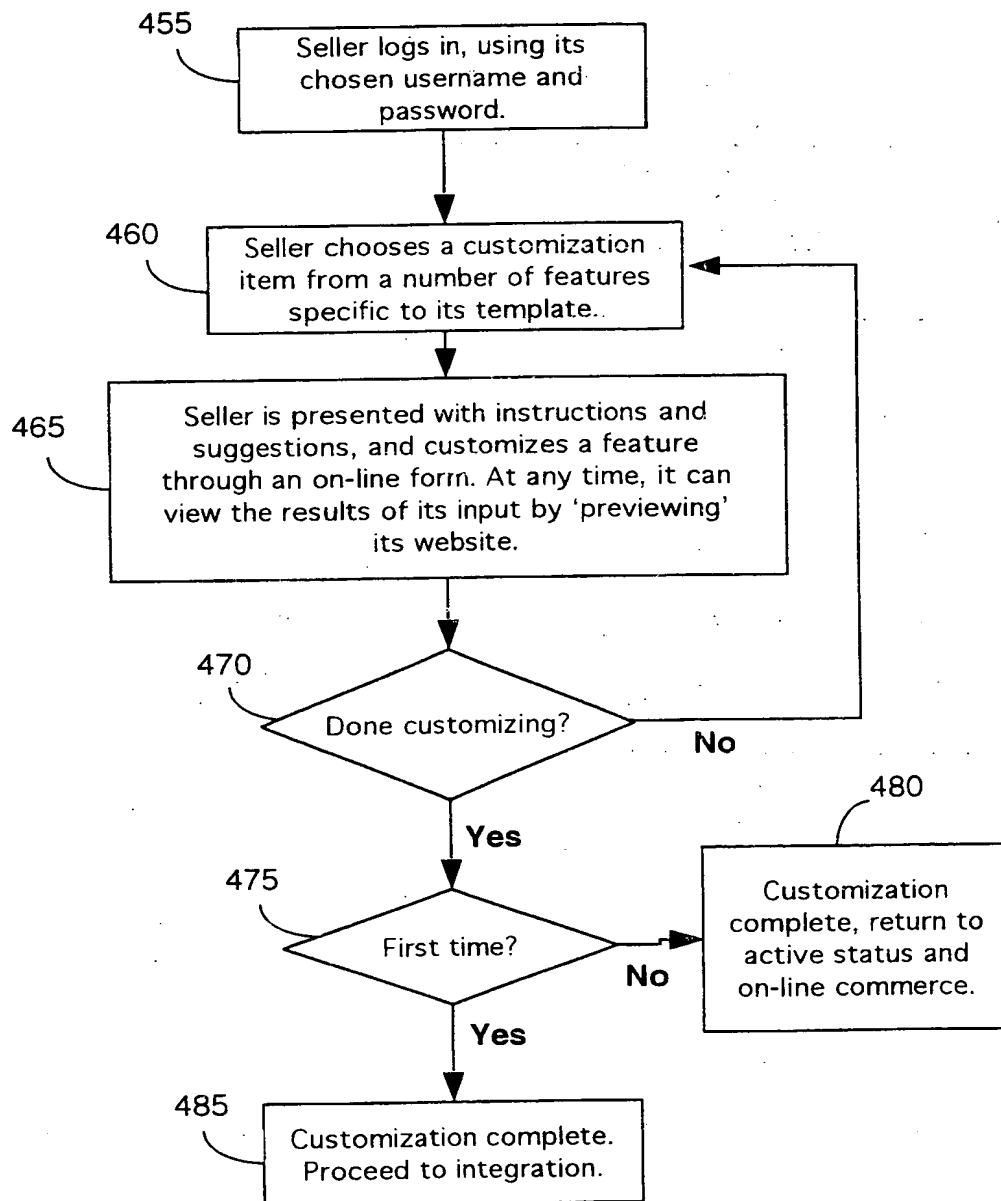 455
Seller logs in, using its
chosen username and
password.
460
Seller chooses a customization
item from a number of features
specific to its template.
465
Seller is presented with instructions and
suggestions, and customizes a feature
through an on-line form. At any time, it can
view the results of its input by ‘previewing’
its website.
470
Done customizing?
No
Yes
480
475
First time?
No
Customization
complete, return to
active status and
on-line commerce.
Yes
485
Customization complete.
Proceed to integration.